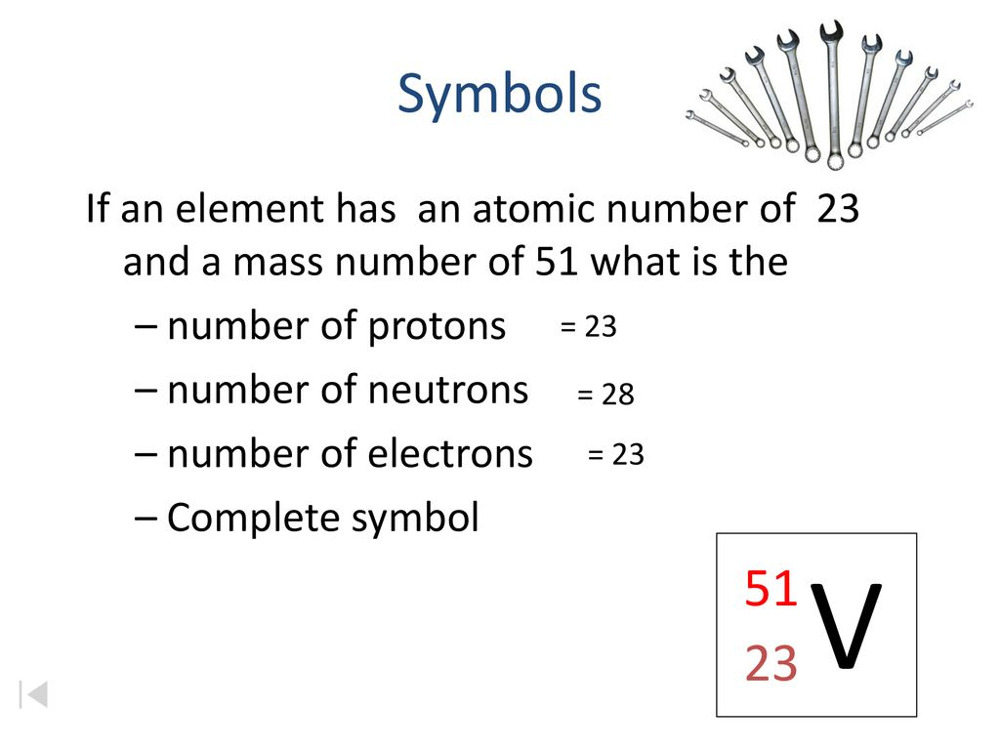 Symbols
If an element has an atomic number of 23
and a mass number of 51 what is the
– number of protons = 23
– number of neutrons = 28
– number of electrons = 23
– Complete symbol
51
V
23